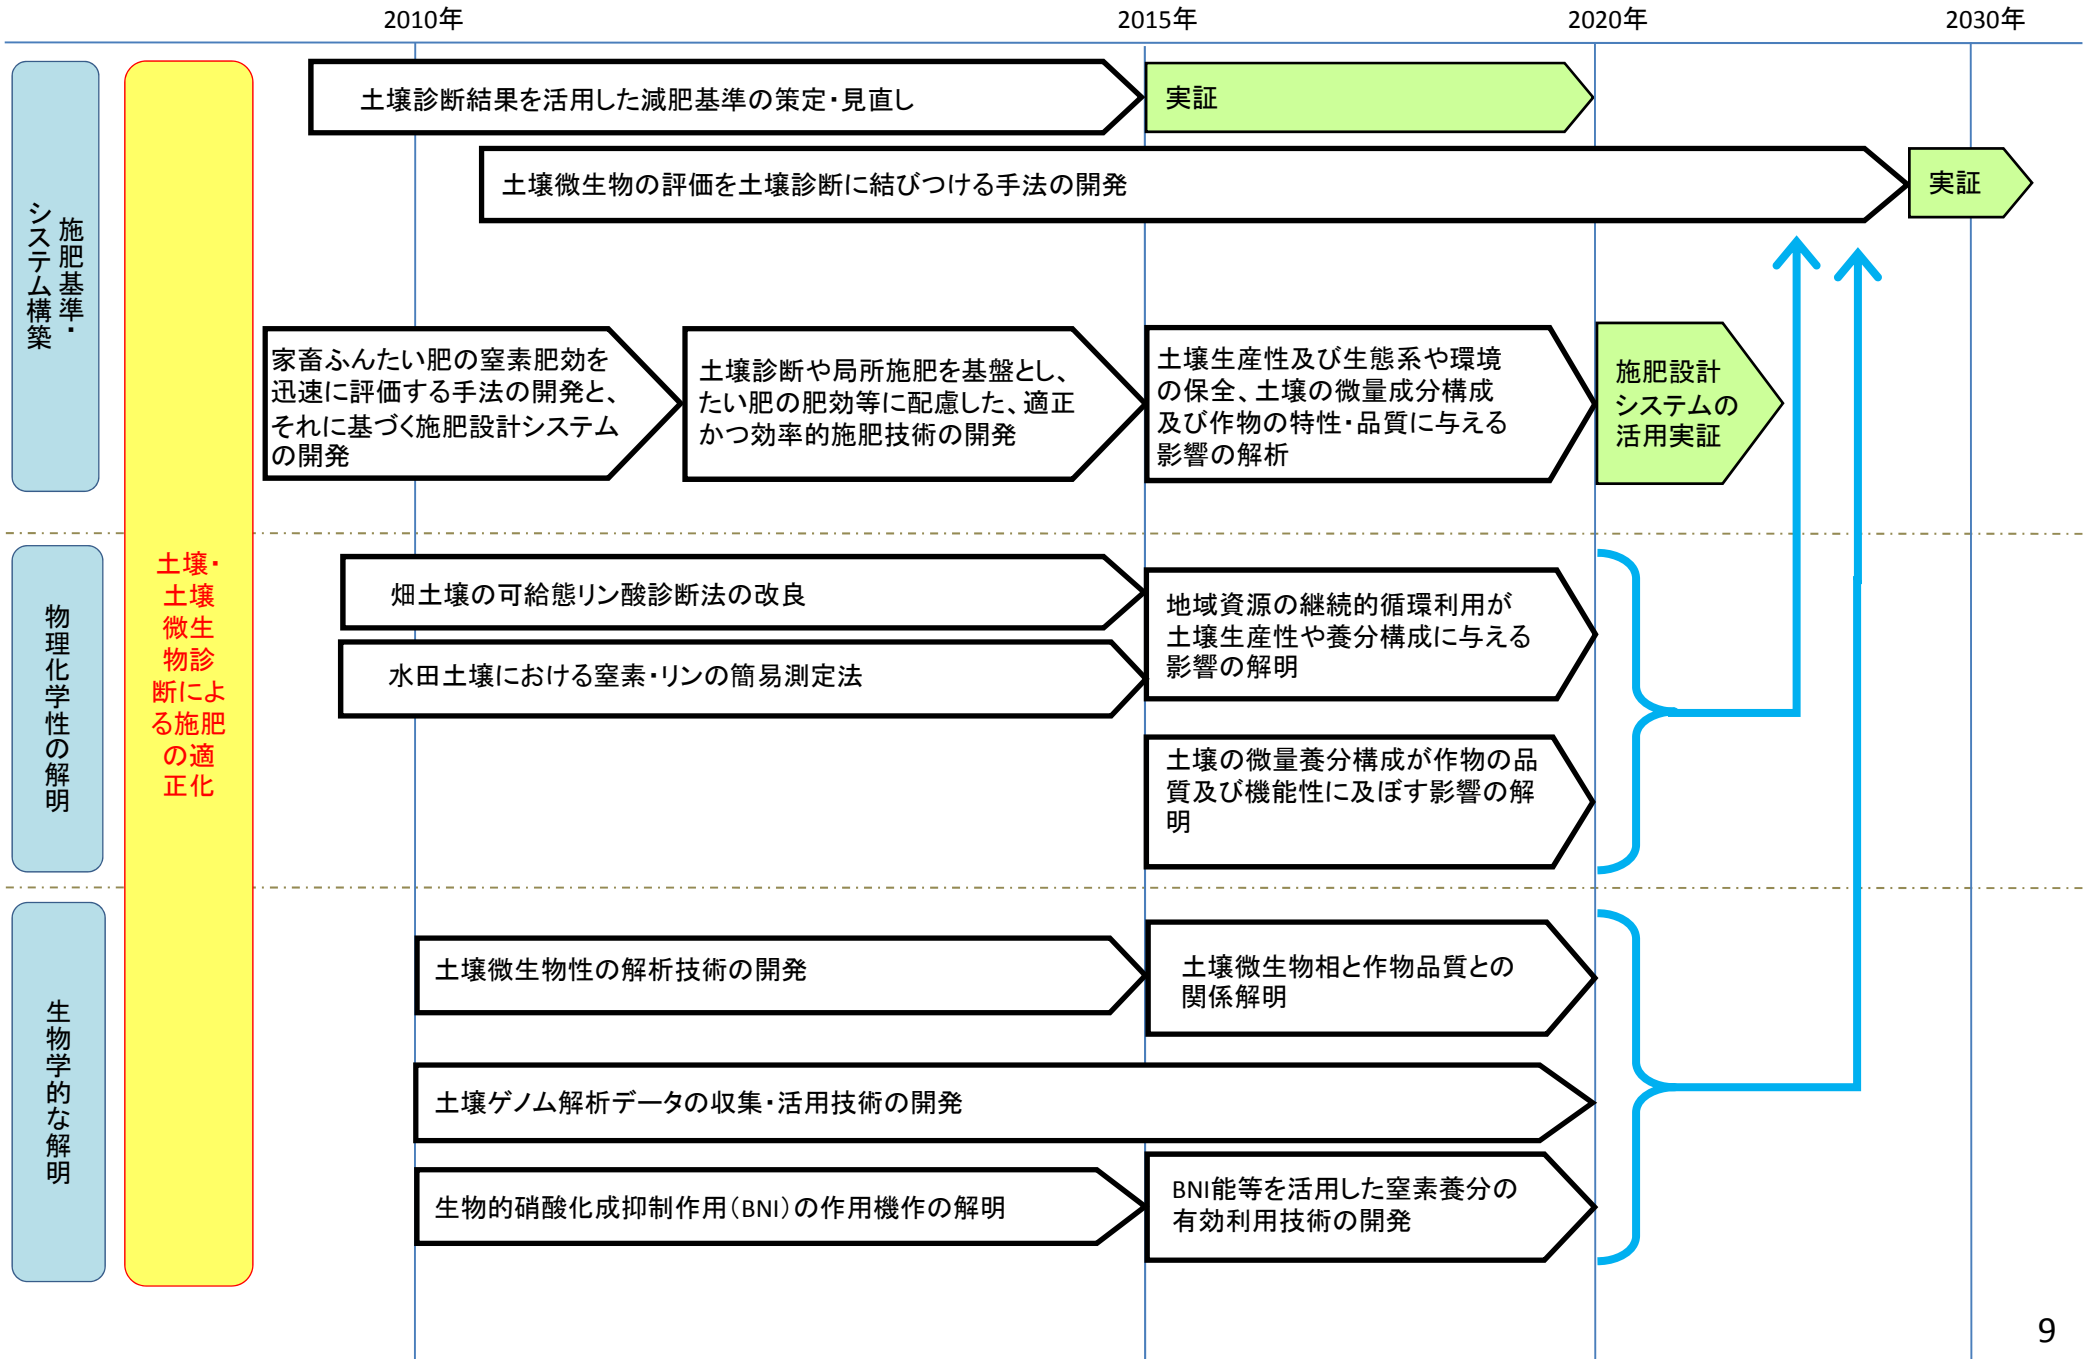 2010年
2015年
2020年
2030年
施肥基準・
システム構築
土壌・
土壌
微生
物診
断によ
る施肥
の適
正化
土壌診断結果を活用した減肥基準の策定・見直し
実証
土壌微生物の評価を土壌診断に結びつける手法の開発
実証
家畜ふんたい肥の窒素肥効を
迅速に評価する手法の開発と、
それに基づく施肥設計システム
の開発
土壌診断や局所施肥を基盤とし、
たい肥の肥効等に配慮した、適正
かつ効率的施肥技術の開発
土壌生産性及び生態系や環境
の保全、土壌の微量成分構成
及び作物の特性・品質に与える
影響の解析
施肥設計
システムの
活用実証
物理化学性の解明
畑土壌の可給態リン酸診断法の改良
水田土壌における窒素・リンの簡易測定法
地域資源の継続的循環利用が
土壌生産性や養分構成に与える
影響の解明
土壌の微量養分構成が作物の品
質及び機能性に及ぼす影響の解
明
生物学的な解明
土壌微生物性の解析技術の開発
土壌微生物相と作物品質との
関係解明
土壌ゲノム解析データの収集・活用技術の開発
生物的硝酸化成抑制作用（BNI）の作用機作の解明
BNI能等を活用した窒素養分の
有効利用技術の開発
9